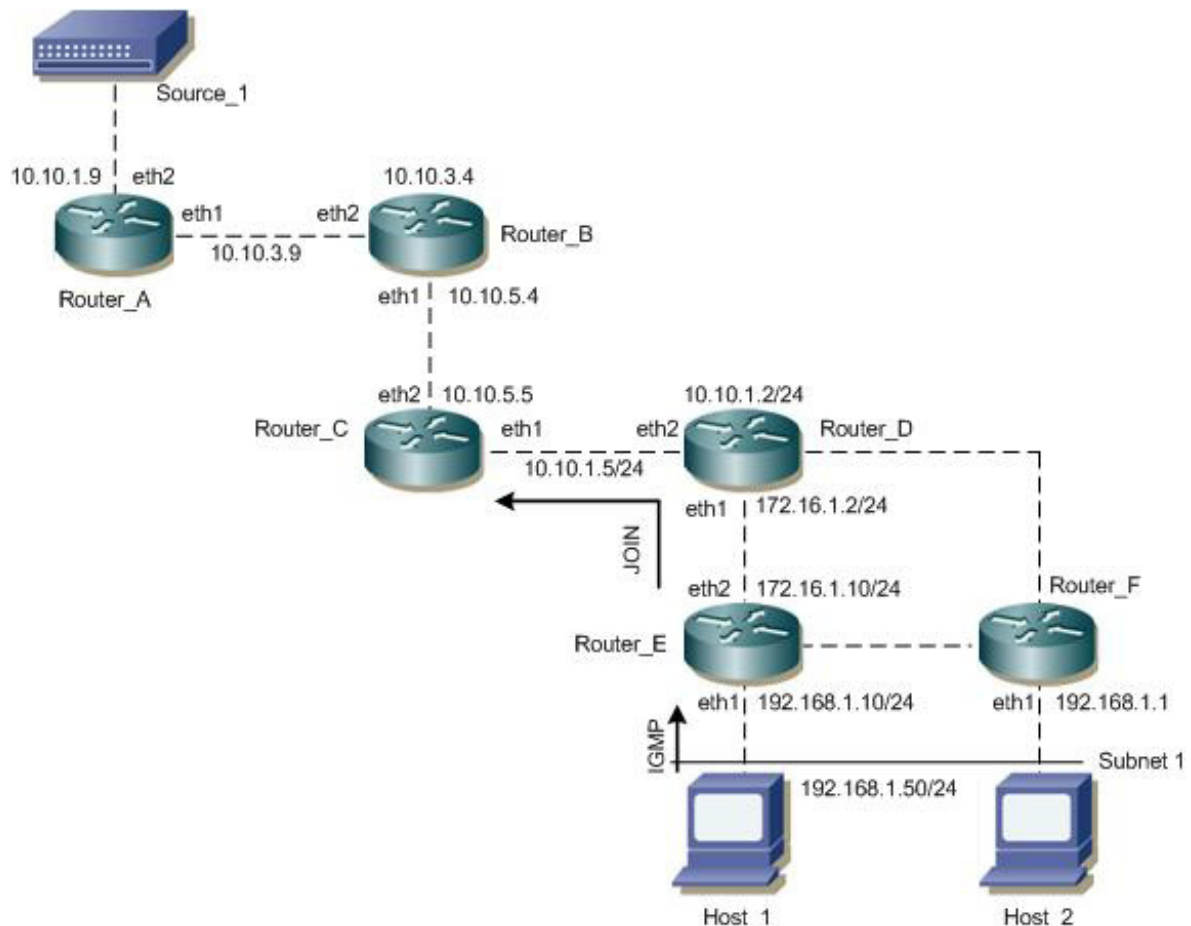 Source_1
10.10.1.9
eth2
10.10.3.4
eth1
eth2
Router_B
10.10.3.9
Router_A
eth1
10.10.5.4
eth2
10.10.5.5
10.10.1.2/24
Router_C
eth1
eth2
Router_D
10.10.1.5/24
eth1
172.16.1.2/24
JOIN
eth2
172.16.1.10/24
Router_F
Router_E
eth1
192.168.1.10/24
eth1
192.168.1.1
IGMP
Subnet 1
192.168.1.50/24
Host_1
Host_2